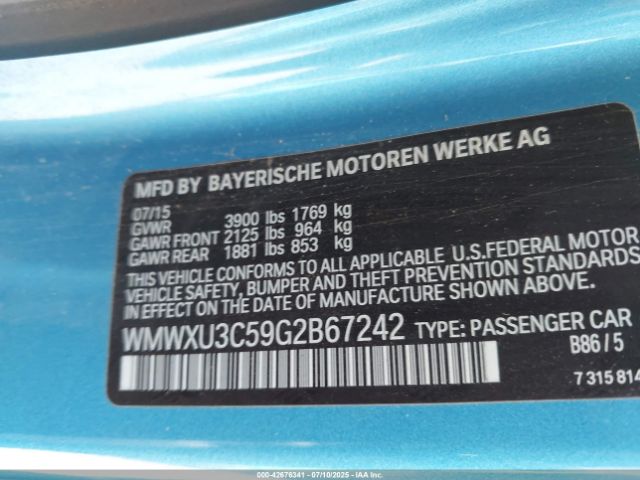 MFD BY BAYERISCHE MOTOREN WERKE AG
07/15
GVWR 3900 lbs 1769 kg
GAWR FRONT 2125 lbs 964 kg
GAWR REAR 1881 lbs 853 kg
THIS VEHICLE CONFORMS TO ALL APPLICABLE U.S.FEDERAL MOTOR
VEHICLE SAFETY, BUMPER AND THEFT PREVENTION STANDARDS
IN EFFECT ON THE DATE OF MANUFACTURE SHOWN ABOVE.
WMWXU3C59G2B67242 TYPE: PASSENGER CAR
B86 / 5
7 315 814
000-42676341 - 07/10/2025 - IAA Inc.